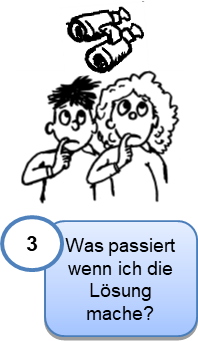 3
Was passiert
wenn ich die
Lösung
mache?